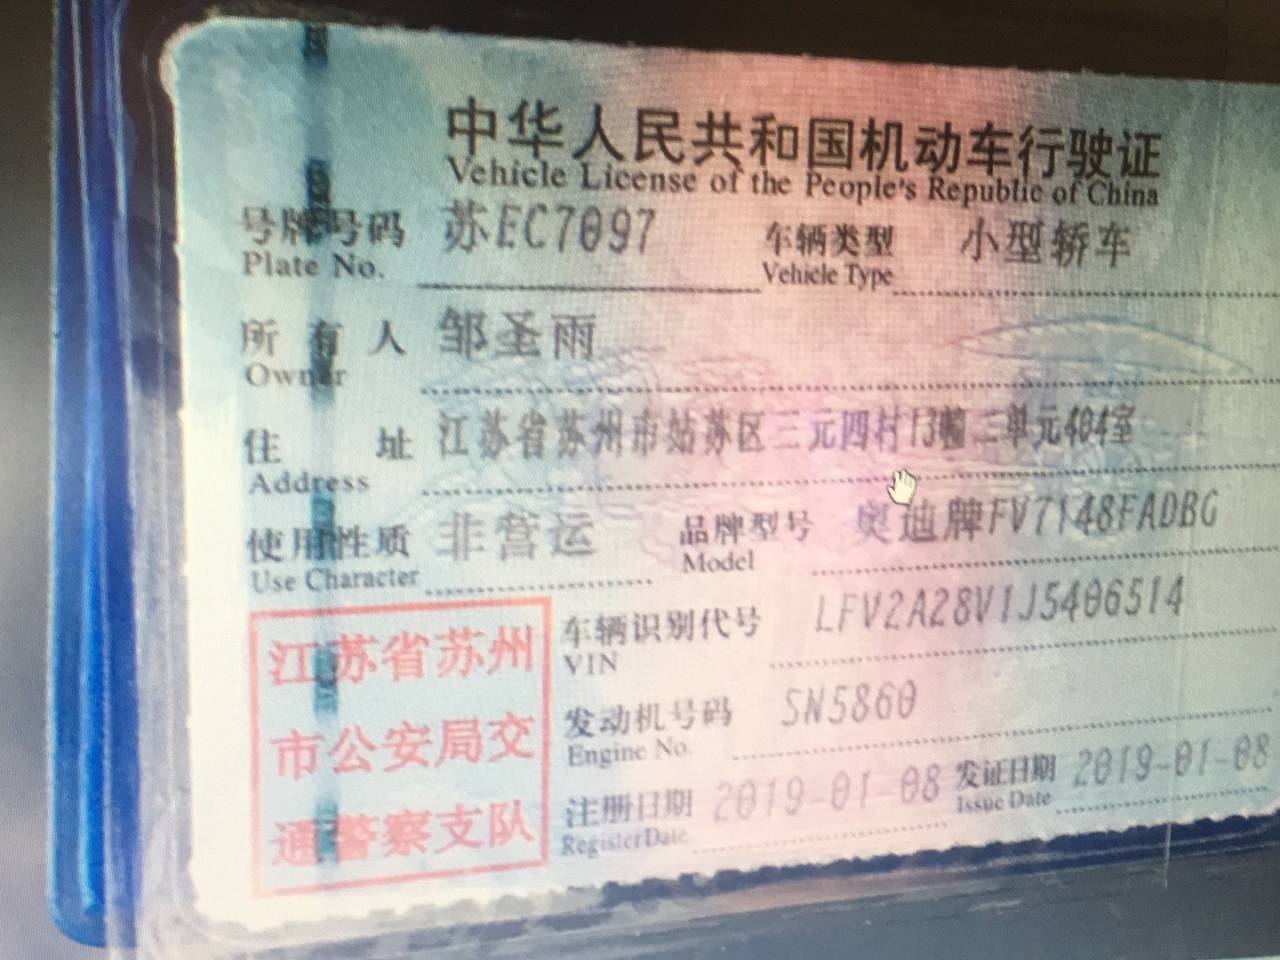 中华人民共和国机动车行驶证
Vehicle License of the People's Republic of China
号牌号码 苏EC7097 车辆类型 小型轿车
Plate No. Vehicle Type
所有人 邹圣雨
Owner
住址 江苏省苏州市姑苏区三元四村13幢二单元404室
Address
使用性质 非营运 品牌型号 奥迪牌FV7148FADBG
Use Character Model
江苏省苏州
市公安局交
通警察支队
车辆识别代号 LFV2A28V1J5406514
VIN
发动机号码 SN5860
Engine No.
注册日期 2019-01-08 发证日期 2019-01-08
Register Date Issue Date